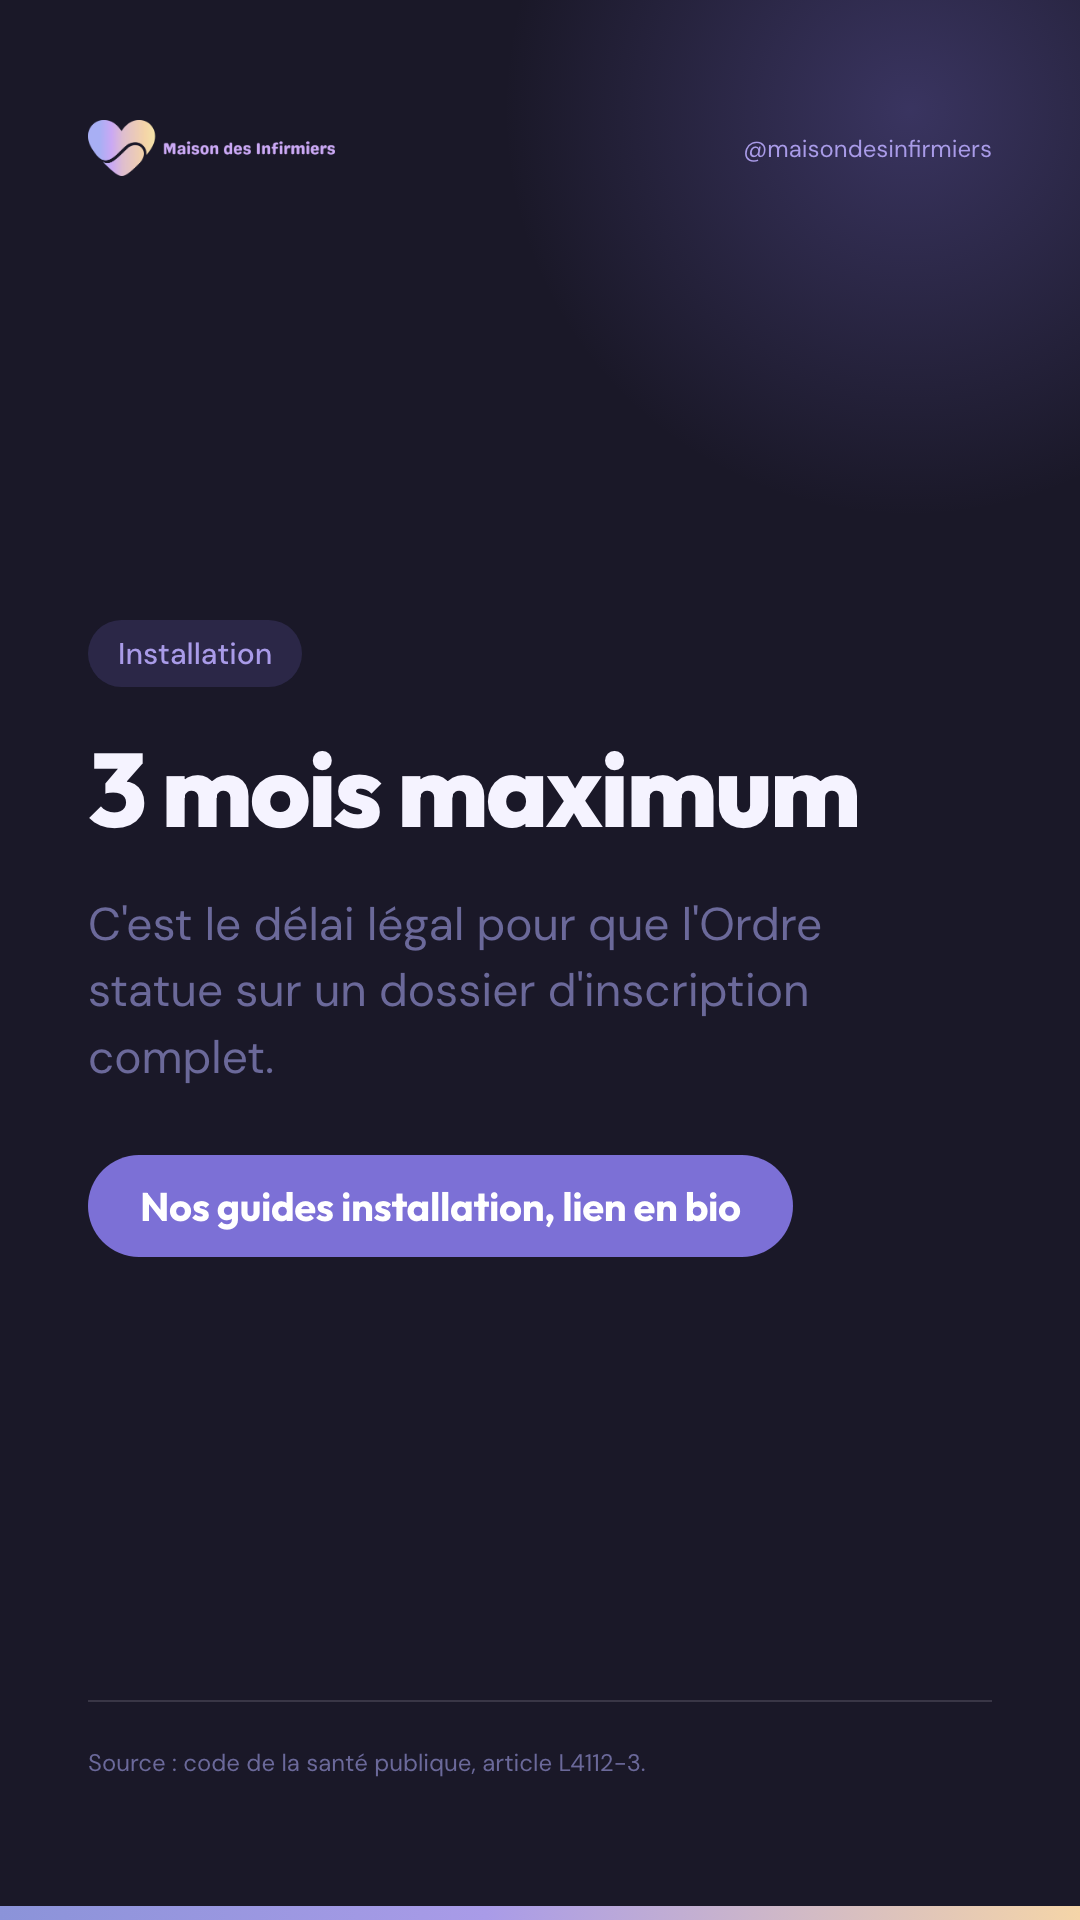 Maison des Infirmiers
@maisondesinfirmiers
Installation
3 mois maximum
C'est le délai légal pour que l'Ordre
statue sur un dossier d'inscription
complet.
Nos guides installation, lien en bio
Source : code de la santé publique, article L4112-3.